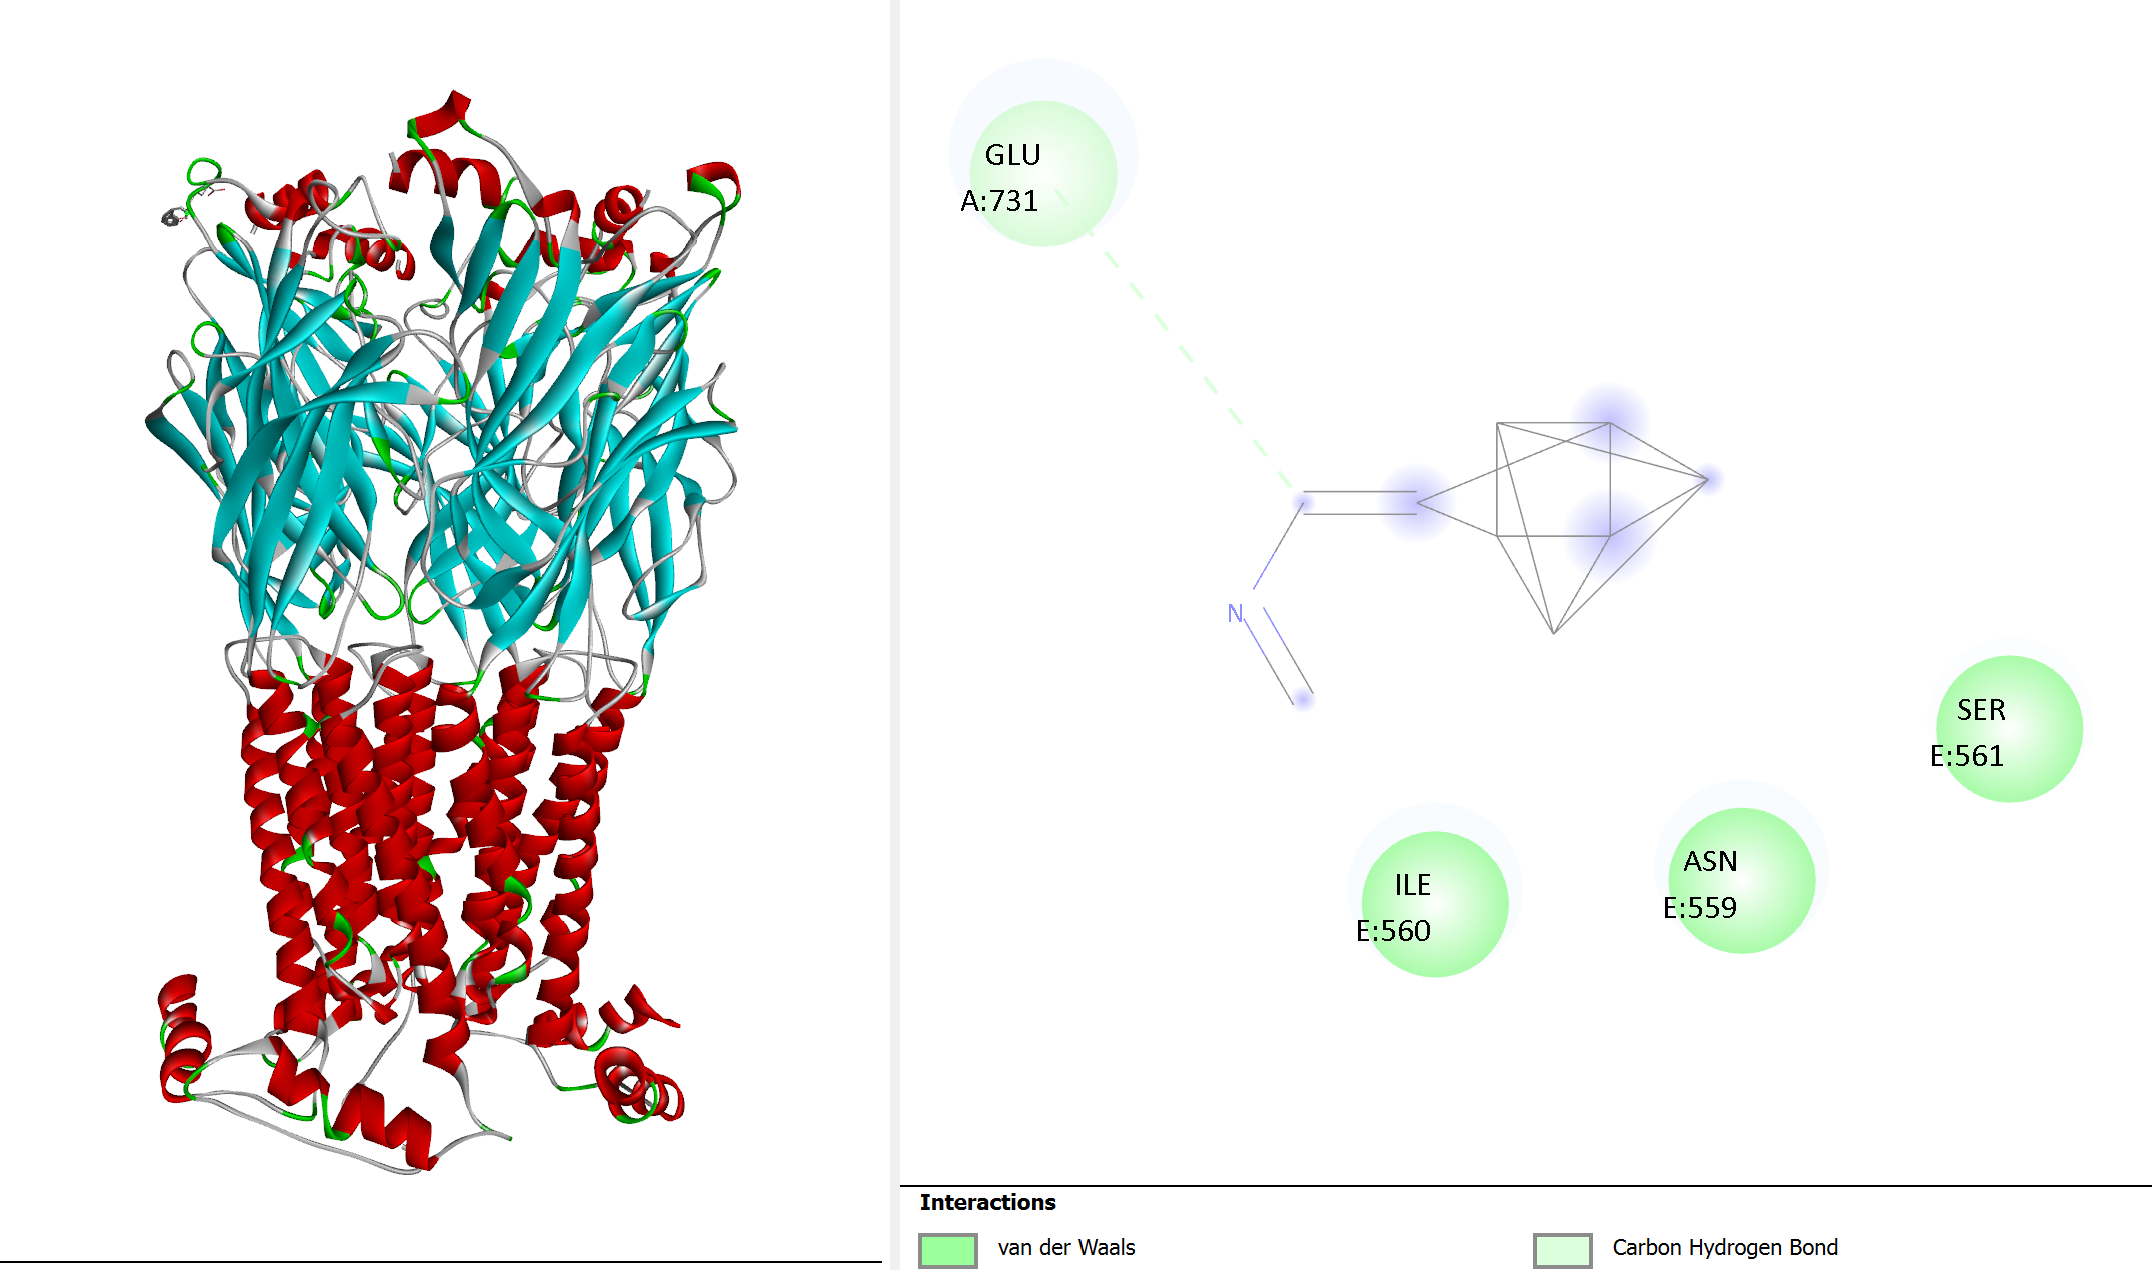 GLU
A:731
N
SER
E:561
ILE
E:560
ASN
E:559
Interactions
van der Waals
Carbon Hydrogen Bond